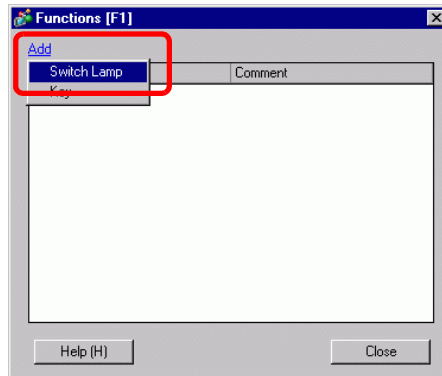 Functions [F1]
Add
Switch Lamp Comment
Key
Help (H) Close